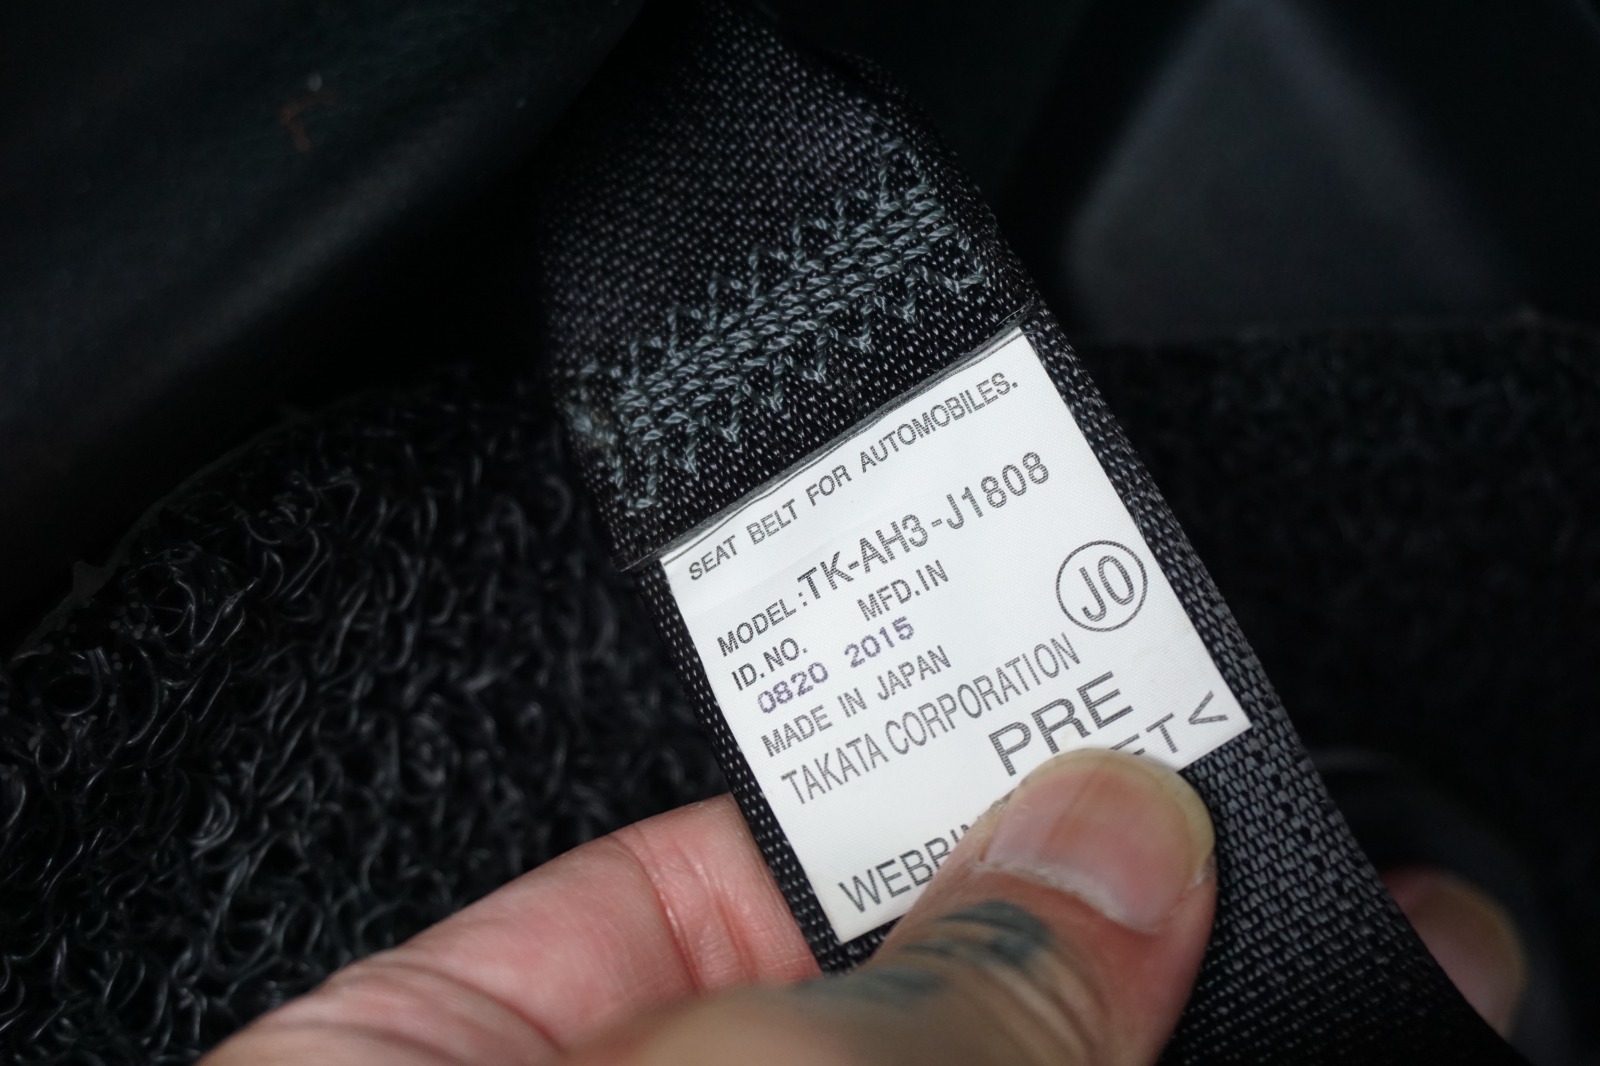 SEAT BELT FOR AUTOMOBILES.
MODEL:TK-AH3-J1808
ID.NO. MFD.IN
0820 2015
MADE IN JAPAN
JO
TAKATA CORPORATION
PRE